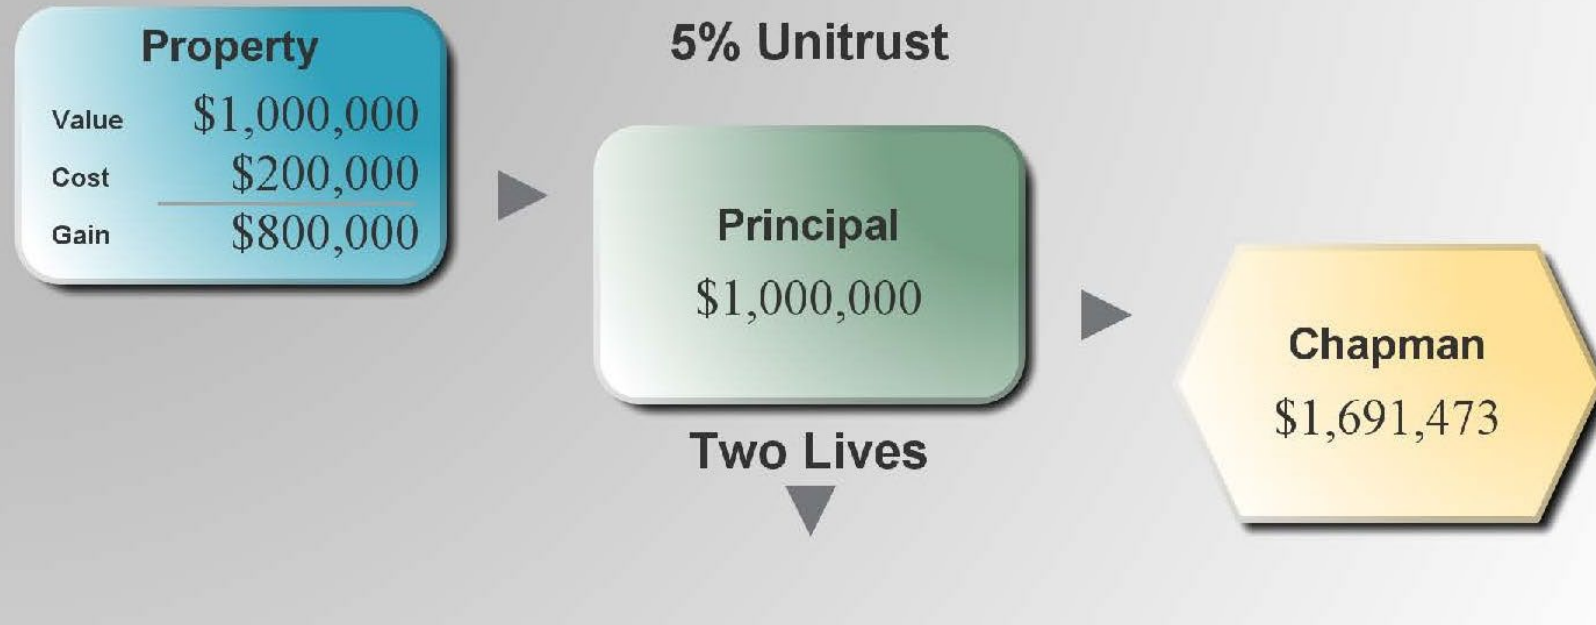 Property
Value $1,000,000
Cost $200,000
Gain $800,000
5% Unitrust
Principal
$1,000,000
Two Lives
Chapman
$1,691,473